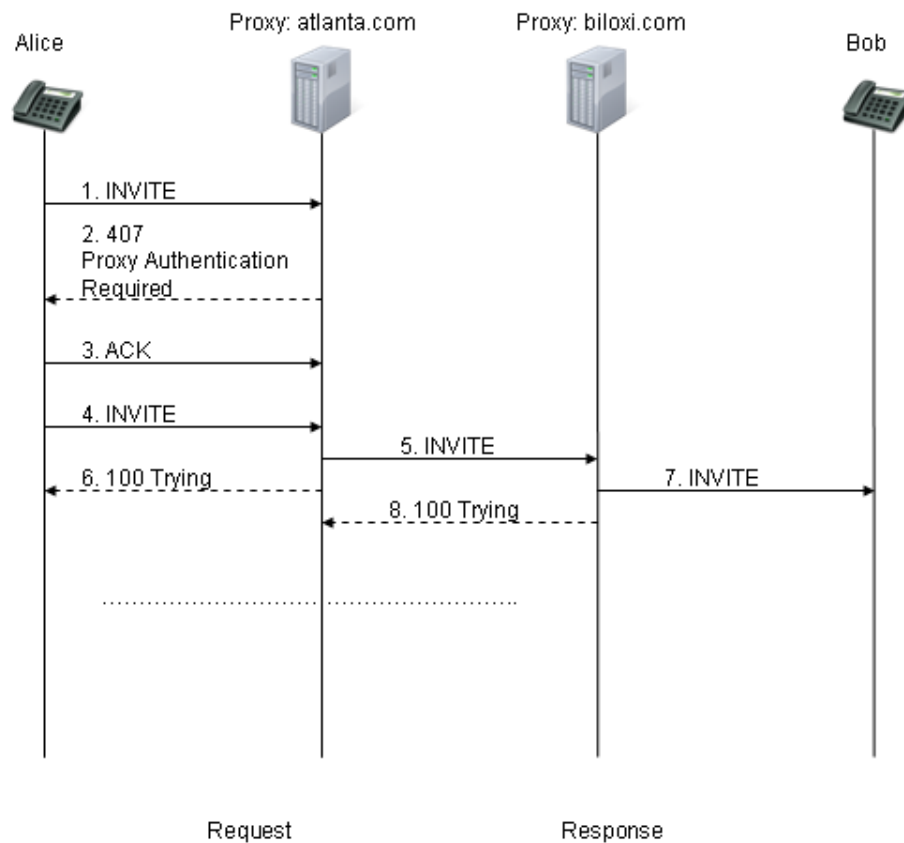 Proxy: atlanta.com
Proxy: biloxi.com
Alice
Bob
1. INVITE
2. 407
Proxy Authentication
Required
3. ACK
4. INVITE
5. INVITE
6. 100 Trying
7. INVITE
8. 100 Trying
Request
Response